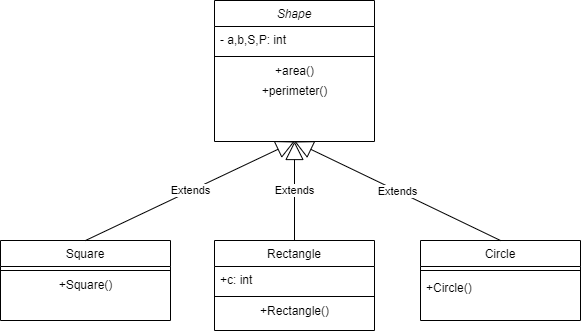 Shape
- a,b,S,P: int
+area()
+perimeter()
Extends
Extends
Extends
Square
+Square()
Rectangle
+c: int
+Rectangle()
Circle
+Circle()